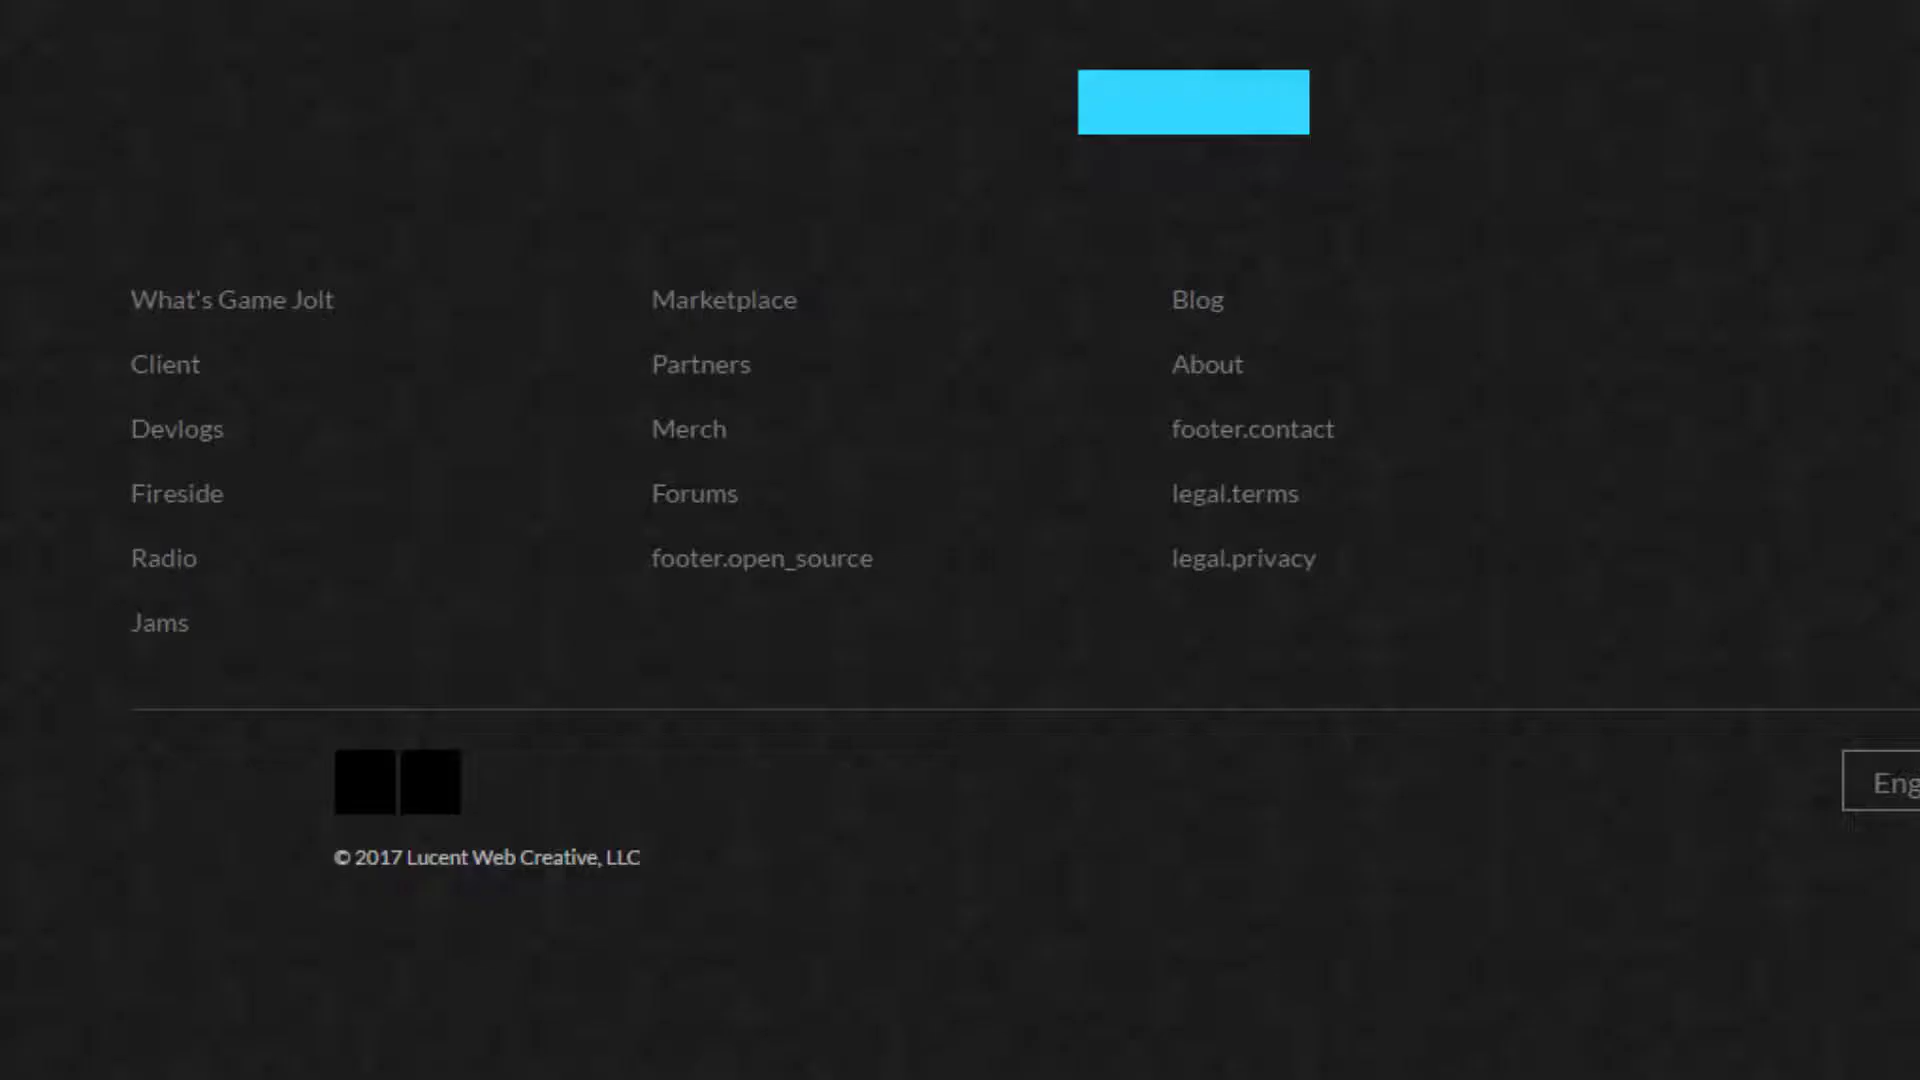 What's Game Jolt
Client
Devlogs
Fireside
Radio
Jams
Marketplace
Partners
Merch
Forums
footer.open_source
Blog
About
footer.contact
legal.terms
legal.privacy
Eng
© 2017 Lucent Web Creative, LLC